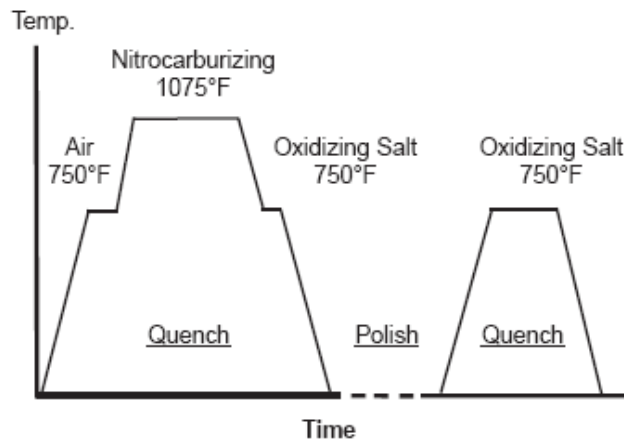 Temp.
Nitrocarburizing
1075°F
Air
750°F
Oxidizing Salt
750°F
Oxidizing Salt
750°F
Quench
Polish
Quench
Time